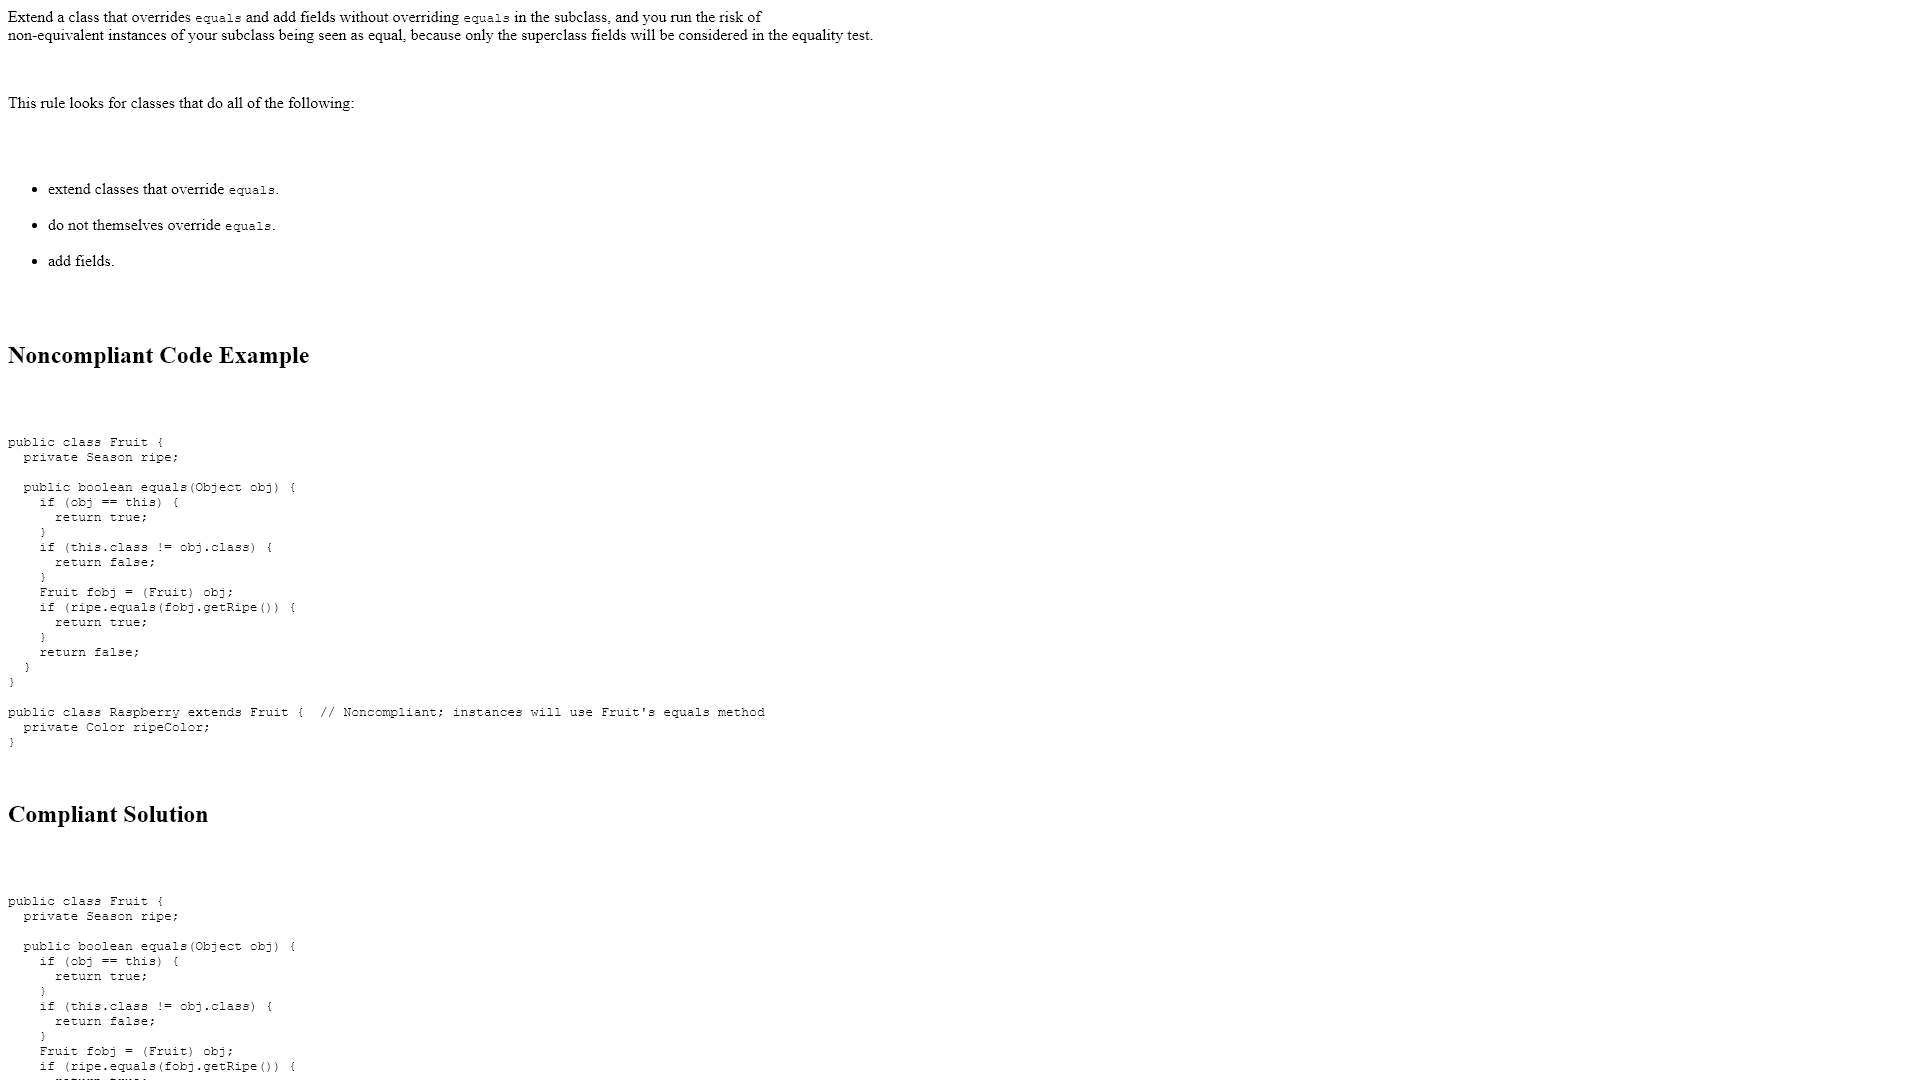 Extend a class that overrides equals and add fields without overriding equals in the subclass, and you run the risk of
non-equivalent instances of your subclass being seen as equal, because only the superclass fields will be considered in the equality test.
This rule looks for classes that do all of the following:
• extend classes that override equals.
• do not themselves override equals.
• add fields.
Noncompliant Code Example
public class Fruit {
  private Season ripe;
  public boolean equals(Object obj) {
    if (obj == this) {
      return true;
    }
    if (this.class != obj.class) {
      return false;
    }
    Fruit fobj = (Fruit) obj;
    if (ripe.equals(fobj.getRipe()) {
      return true;
    }
    return false;
  }
}
public class Raspberry extends Fruit {  // Noncompliant; instances will use Fruit's equals method
  private Color ripeColor;
}
Compliant Solution
public class Fruit {
  private Season ripe;
  public boolean equals(Object obj) {
    if (obj == this) {
      return true;
    }
    if (this.class != obj.class) {
      return false;
    }
    Fruit fobj = (Fruit) obj;
    if (ripe.equals(fobj.getRipe()) {